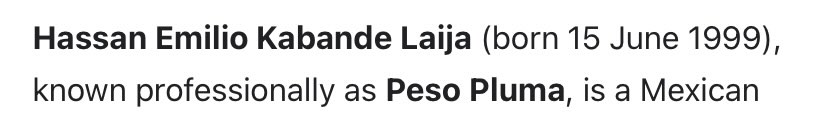 Hassan Emilio Kabande Laija (born 15 June 1999),
known professionally as Peso Pluma, is a Mexican